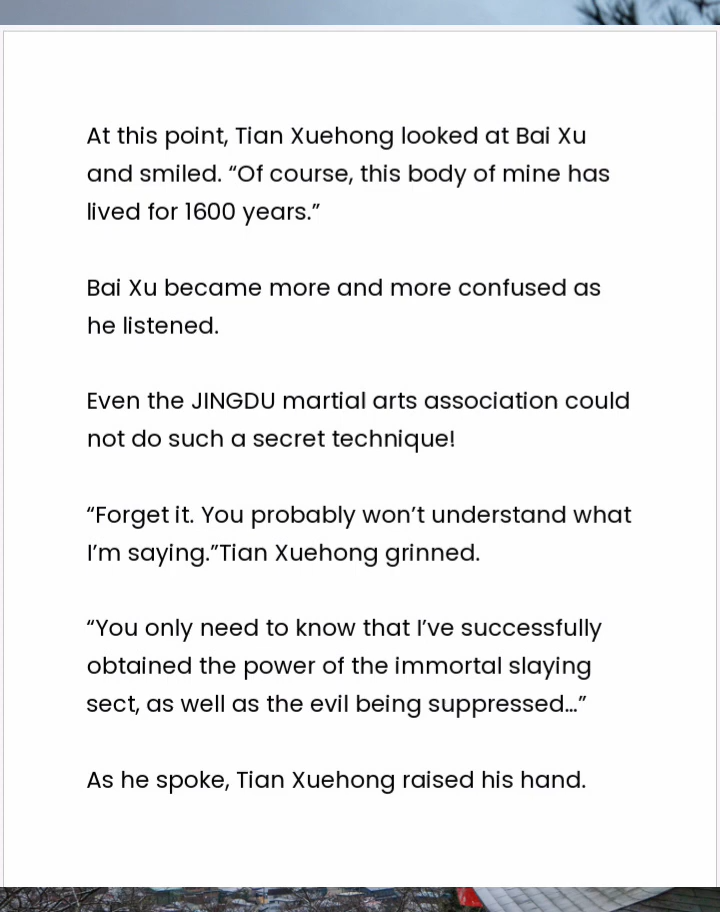 At this point, Tian Xuehong looked at Bai Xu
and smiled. “Of course, this body of mine has
lived for 1600 years.”
Bai Xu became more and more confused as
he listened.
Even the JINGDU martial arts association could
not do such a secret technique!
“Forget it. You probably won’t understand what
I’m saying.”Tian Xuehong grinned.
“You only need to know that I’ve successfully
obtained the power of the immortal slaying
sect, as well as the evil being suppressed…”
As he spoke, Tian Xuehong raised his hand.